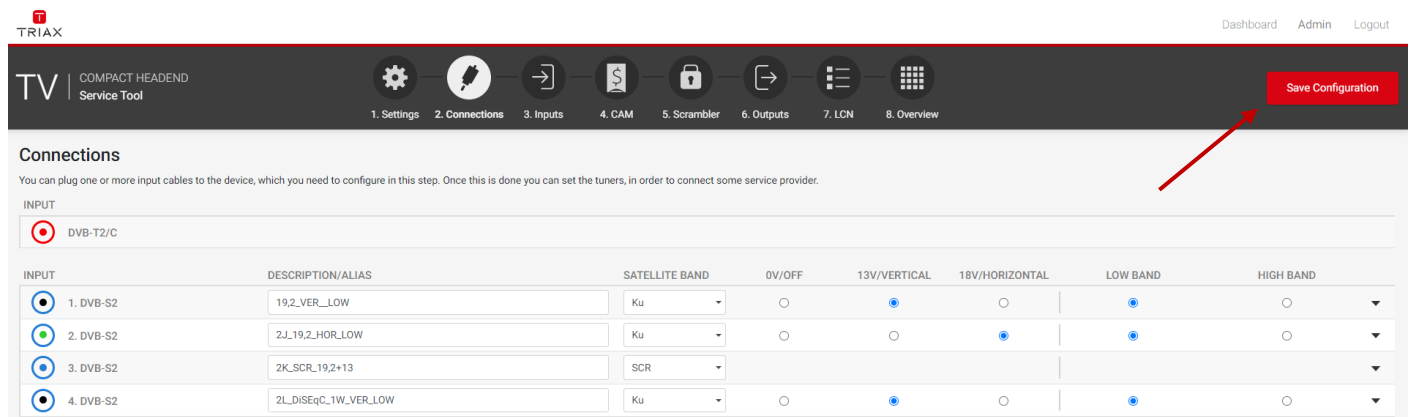 T
TRIAX
Dashboard Admin Logout
TV COMPACT HEADEND
Service Tool
$
1. Settings 2. Connections 3. Inputs 4. CAM 5. Scrambler 6. Outputs 7. LCN 8. Overview
Save Configuration
Connections
You can plug one or more input cables to the device, which you need to configure in this step. Once this is done you can set the tuners, in order to connect some service provider.
INPUT
DVB-T2/C
INPUT DESCRIPTION/ALIAS SATELLITE BAND 0V/OFF 13V/VERTICAL 18V/HORIZONTAL LOW BAND HIGH BAND
1. DVB-S2 19,2_VER__LOW Ku
2. DVB-S2 2J_19,2_HOR_LOW Ku
3. DVB-S2 2K_SCR_19,2+13 SCR
4. DVB-S2 2L_DiSEqC_1W_VER_LOW Ku